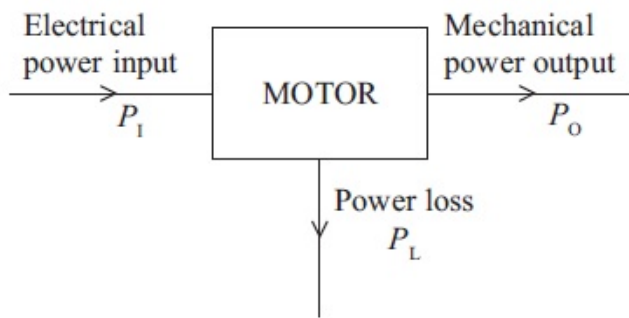 Electrical
power input
P_I
MOTOR
Mechanical
power output
P_O
Power loss
P_L